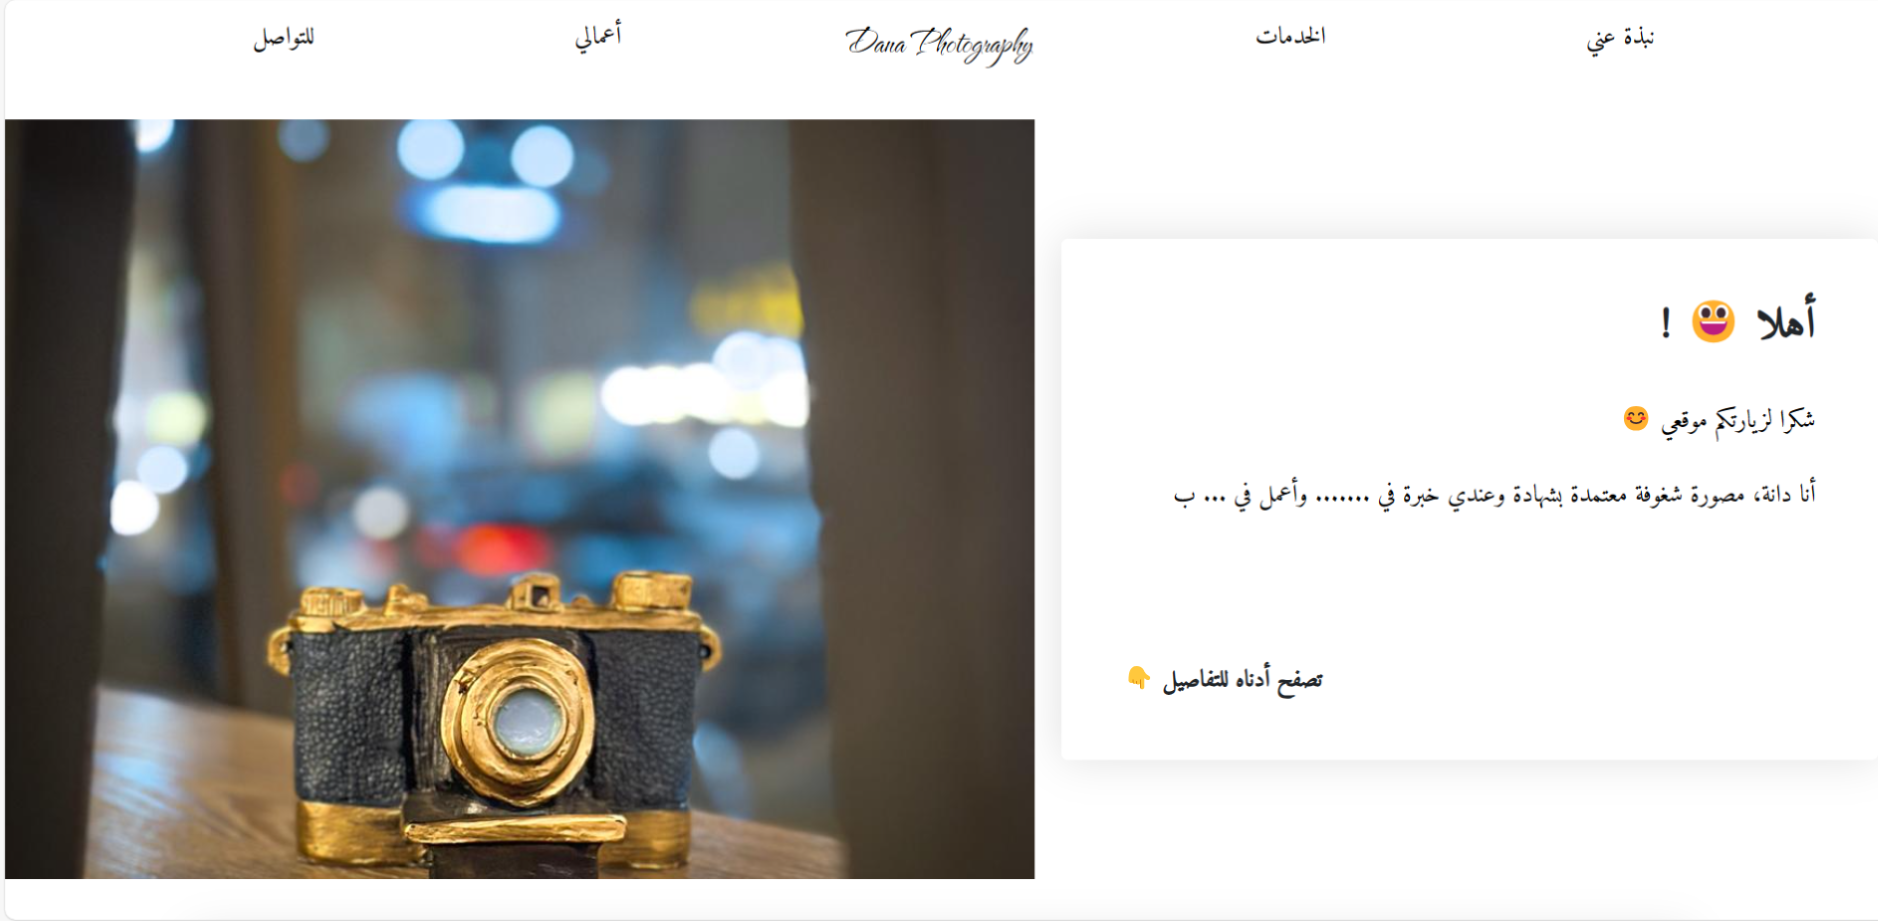 نبذة عني
الخدمات
Dana Photography
أعمالي
للتواصل
أهلا 😃 !
شكرا لزيارتكم موقعي 😊
أنا دانة، مصورة شغوفة معتمدة بشهادة وعندي خبرة في ....... وأعمل في ... ب
تصفح أدناه للتفاصيل 👇